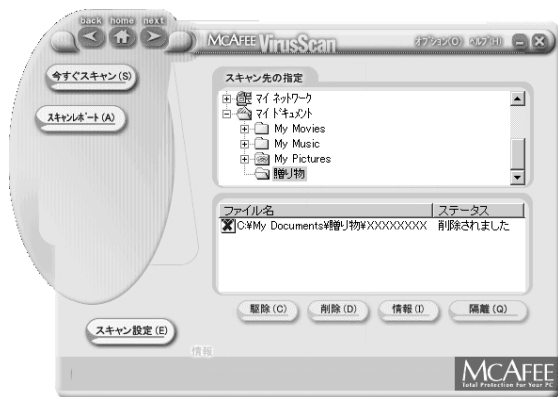 back home next
McAFEE VirusScan
オプション(O) ヘルプ(H)
今すぐスキャン(S)
スキャンレポート(A)
スキャン先の指定
マイ ネットワーク
マイ ドキュメント
My Movies
My Music
My Pictures
贈り物
ファイル名 ステータス
C:¥My Documents¥贈り物¥XXXXXXXXX 削除されました
駆除(C) 削除(D) 情報(I) 隔離(Q)
スキャン設定(E)
情報
McAFEE
Total Protection For Your PC